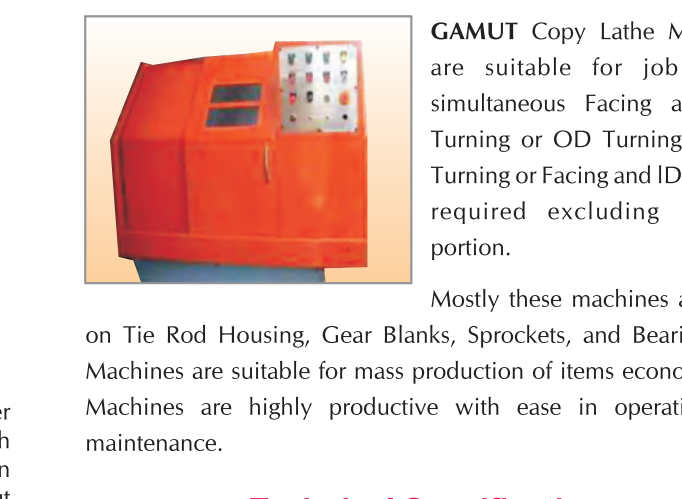 GAMUT Copy Lathe M
are suitable for job
simultaneous Facing a
Turning or OD Turning
Turning or Facing and ID
required excluding
portion.
Mostly these machines a
on Tie Rod Housing, Gear Blanks, Sprockets, and Beari
Machines are suitable for mass production of items econo
Machines are highly productive with ease in operati
maintenance.
er
h
n